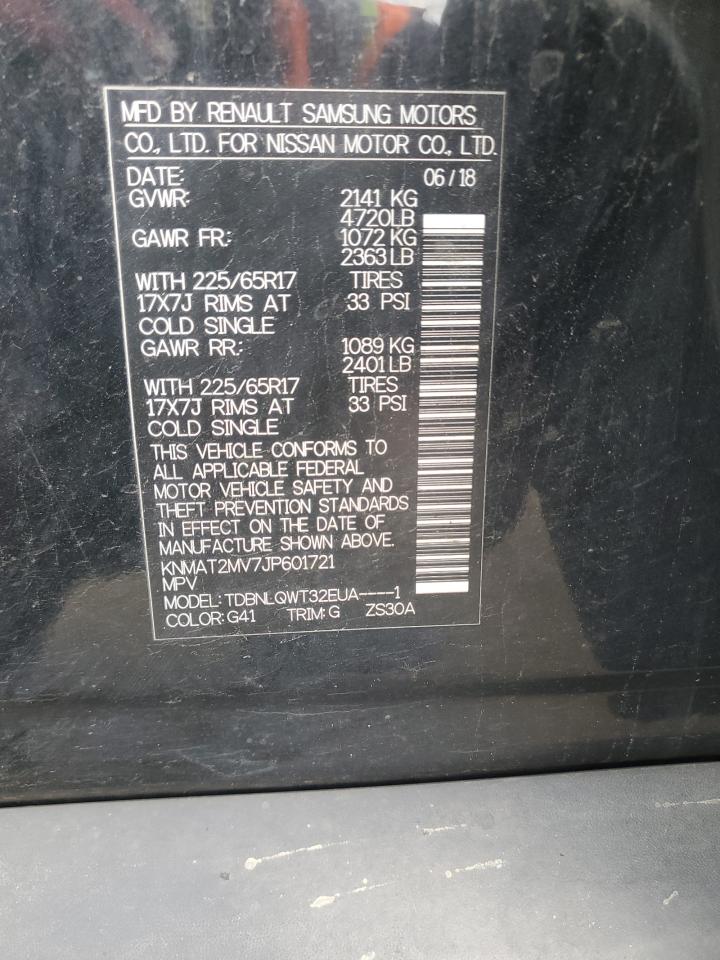 MFD BY RENAULT SAMSUNG MOTORS
CO., LTD. FOR NISSAN MOTOR CO., LTD.
DATE: 06/18
GVWR: 2141 KG
4720LB
GAWR FR.: 1072 KG
2363 LB
WITH 225/65R17 TIRES
17X7J RIMS AT 33 PSI
COLD SINGLE
GAWR RR.: 1089 KG
2401 LB
WITH 225/65R17 TIRES
17X7J RIMS AT 33 PSI
COLD SINGLE
THIS VEHICLE CONFORMS TO
ALL APPLICABLE FEDERAL
MOTOR VEHICLE SAFETY AND
THEFT PREVENTION STANDARDS
IN EFFECT ON THE DATE OF
MANUFACTURE SHOWN ABOVE.
KNMAT2MV7JP601721
MPV
MODEL: TDBNLQWT32EUA----1
COLOR: G41 TRIM: G ZS30A